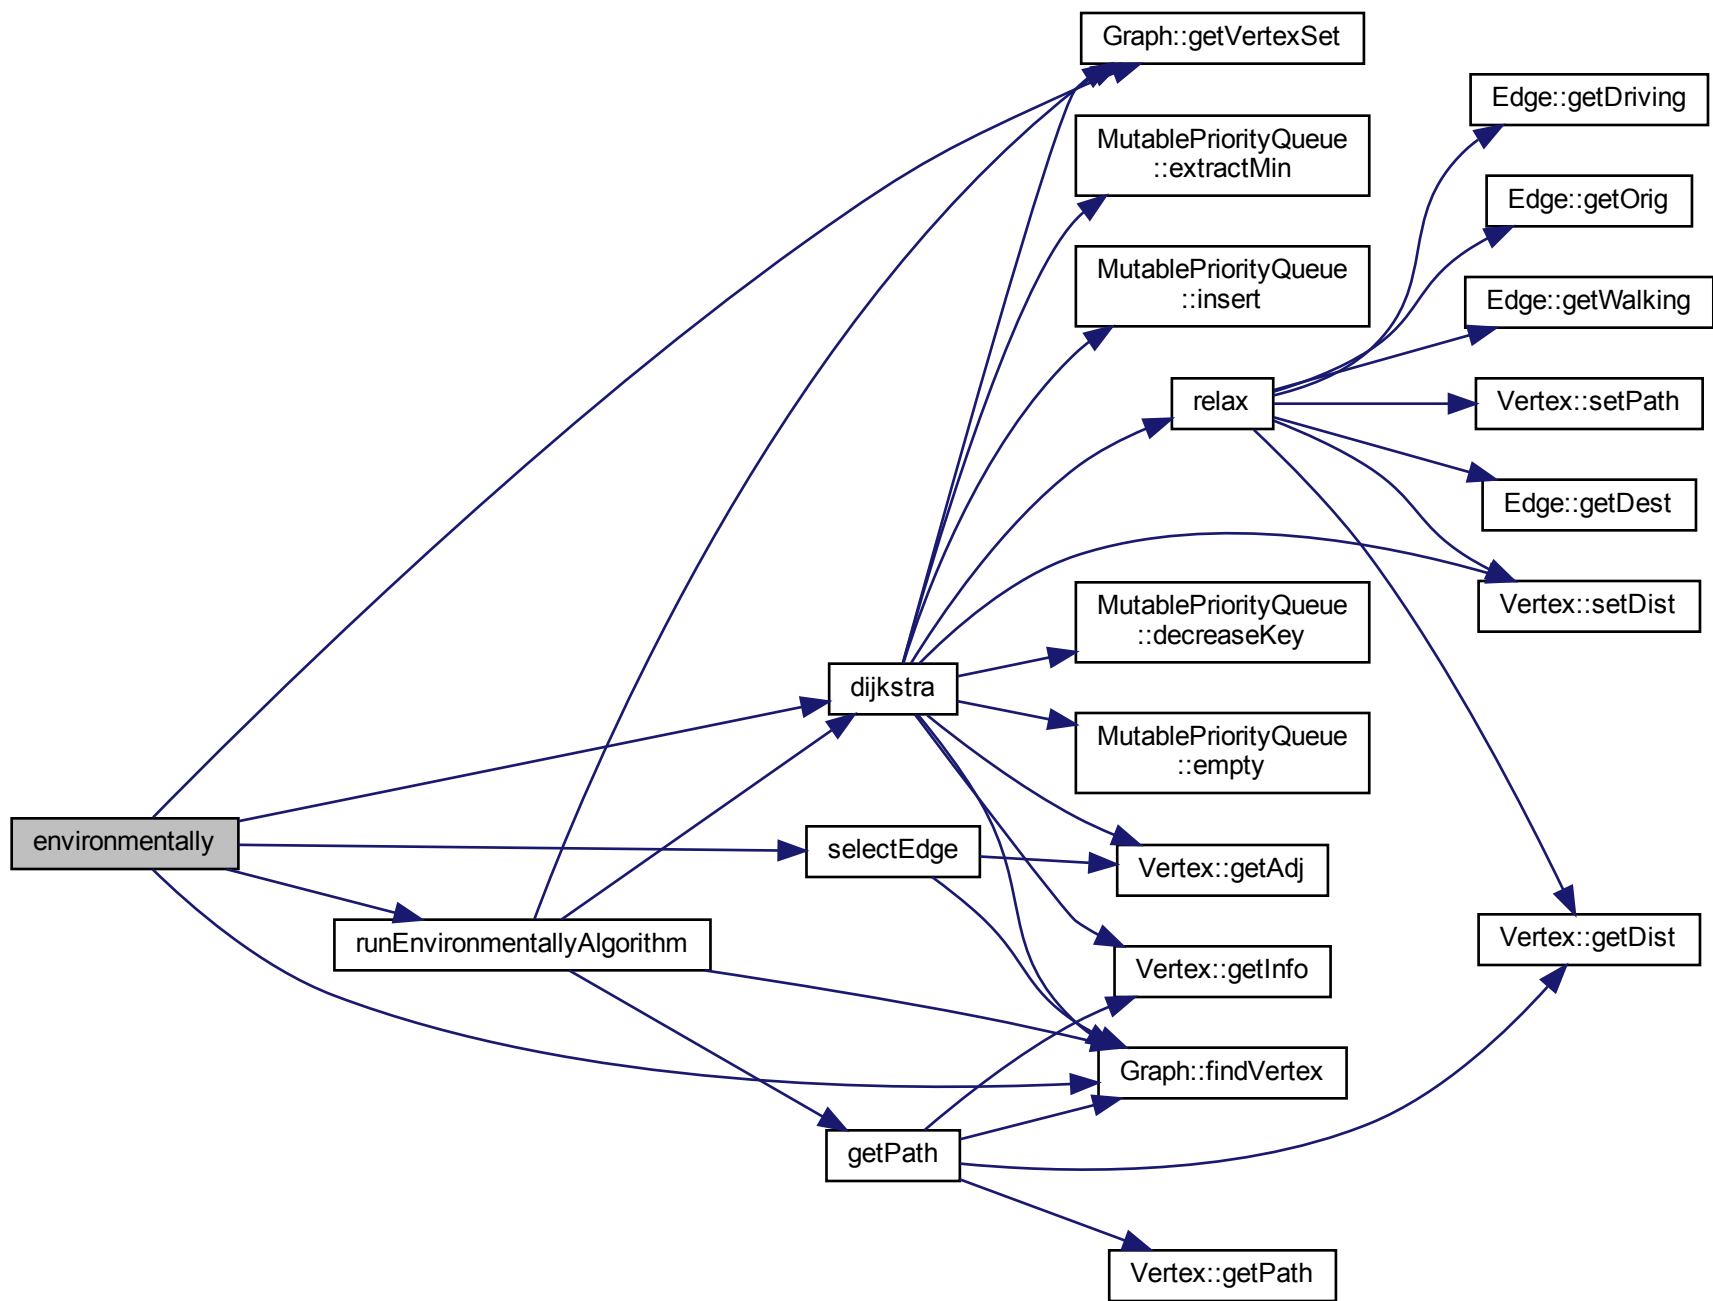 Graph::getVertexSet
Edge::getDriving
MutablePriorityQueue
::extractMin
Edge::getOrig
MutablePriorityQueue
::insert
Edge::getWalking
relax
Vertex::setPath
Edge::getDest
MutablePriorityQueue
::decreaseKey
Vertex::setDist
dijkstra
MutablePriorityQueue
::empty
environmentally
selectEdge
Vertex::getAdj
runEnvironmentallyAlgorithm
Vertex::getInfo
Vertex::getDist
Graph::findVertex
getPath
Vertex::getPath